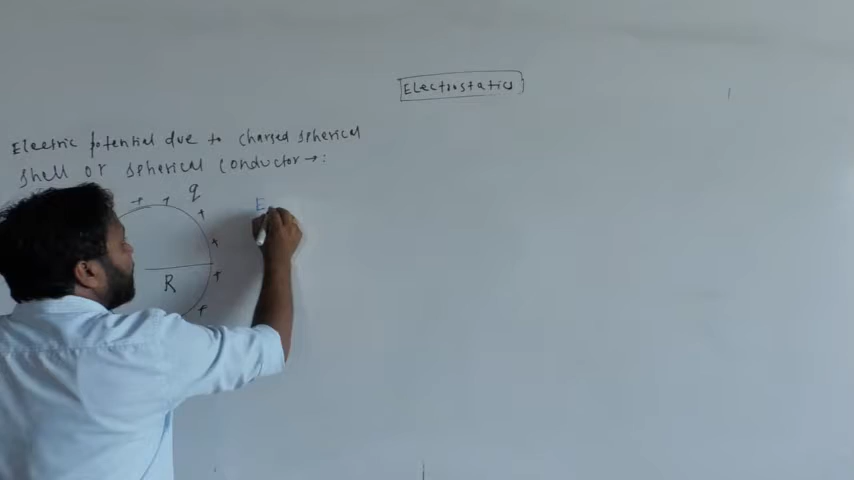 Electrostatics
Electric potential due to charged spherical
shell or spherical conductor →:
+ + q
+
+
+
R
+
E